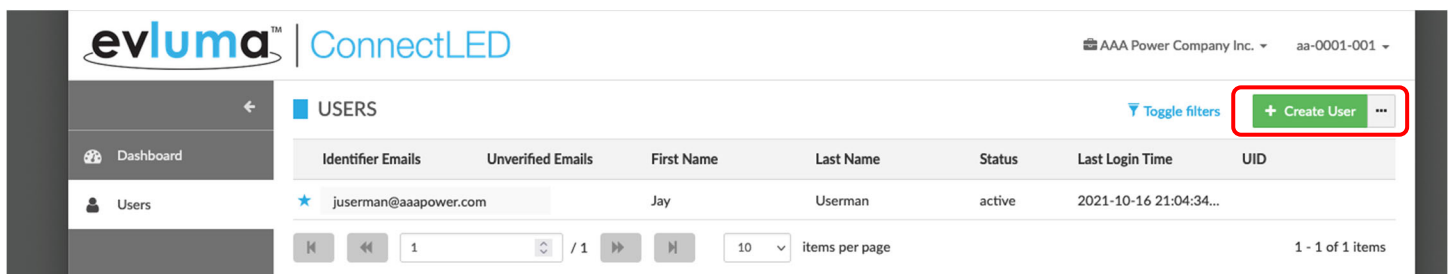 evluma™ ConnectLED
AAA Power Company Inc. aa-0001-001
USERS Toggle filters + Create User ...
Dashboard
Identifier Emails Unverified Emails First Name Last Name Status Last Login Time UID
Users
juserman@aaapower.com Jay Userman active 2021-10-16 21:04:34...
1 / 1 10 items per page 1 - 1 of 1 items